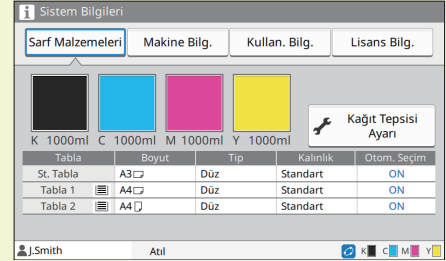 Sistem Bilgileri
Sarf Malzemeleri Makine Bilg. Kullan. Bilg. Lisans Bilg.
K 1000ml C 1000ml M 1000ml Y 1000ml
Kağıt Tepsisi
Ayarı
Tabla Boyut Tip Kalınlık Otom. Seçim
St. Tabla A3 Düz Standart ON
Tabla 1 A4 Düz Standart ON
Tabla 2 A4 Düz Standart ON
J.Smith Atıl K C M Y